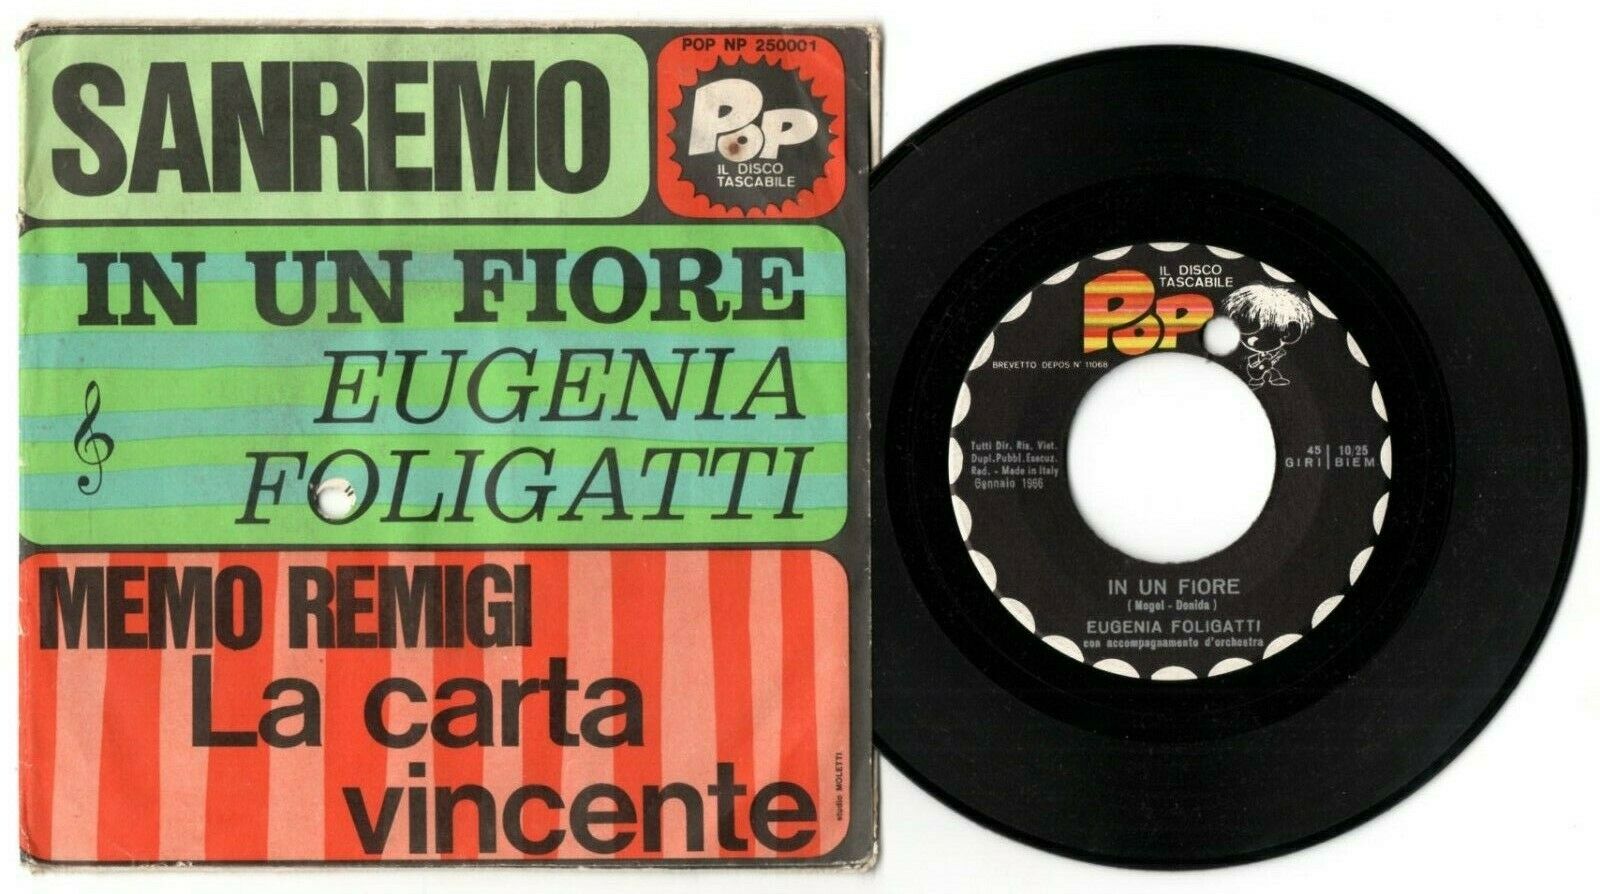 SANREMO
POP NP 250001
POP
IL DISCO
TASCABILE
IN UN FIORE
EUGENIA
FOLIGATTI
MEMO REMIGI
La carta
vincente
studio MOLETTI
IL DISCO
TASCABILE
POP
BREVETTO DEPOS N° 11068
Tutti Dir. Ris. Viet.
Dupl. Pubbl. Esecuz.
Rad. - Made in Italy
Gennaio 1966
45 | 10/25
GIRI | BIEM
IN UN FIORE
( Mogol - Donida )
EUGENIA FOLIGATTI
con accompagnamento d'orchestra